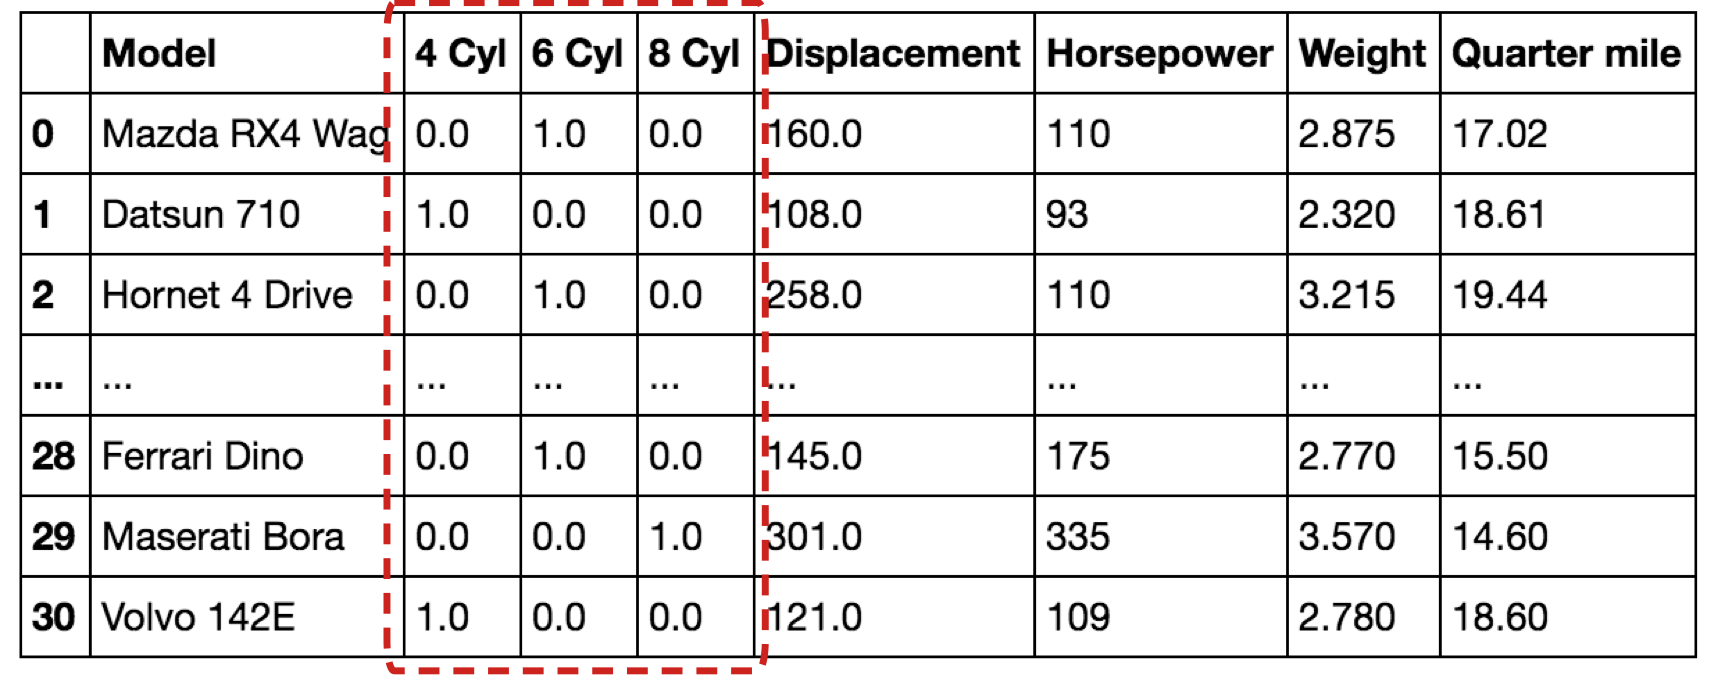 Model 4 Cyl 6 Cyl 8 Cyl Displacement Horsepower Weight Quarter mile
0 Mazda RX4 Wag 0.0 1.0 0.0 160.0 110 2.875 17.02
1 Datsun 710 1.0 0.0 0.0 108.0 93 2.320 18.61
2 Hornet 4 Drive 0.0 1.0 0.0 258.0 110 3.215 19.44
... ... ... ... ... ... ... ... ...
28 Ferrari Dino 0.0 1.0 0.0 145.0 175 2.770 15.50
29 Maserati Bora 0.0 0.0 1.0 301.0 335 3.570 14.60
30 Volvo 142E 1.0 0.0 0.0 121.0 109 2.780 18.60